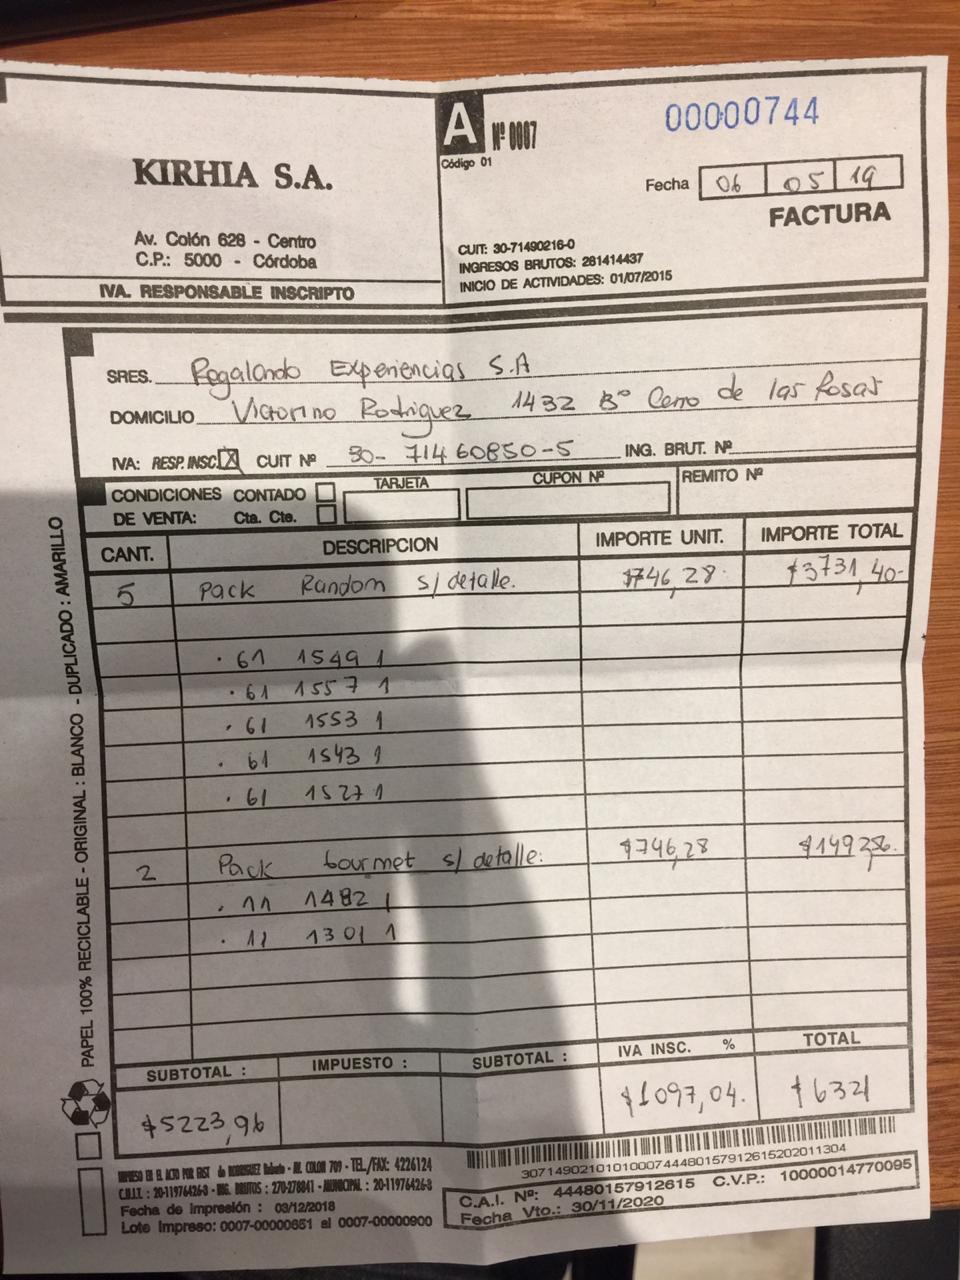 KIRHIA S.A.
Av. Colón 628 - Centro
C.P.: 5000 - Córdoba
IVA. RESPONSABLE INSCRIPTO
A Nº 0007 00000744
Código 01
Fecha 06 05 19
FACTURA
CUIT: 30-71490216-0
INGRESOS BRUTOS: 281414437
INICIO DE ACTIVIDADES: 01/07/2015
SRES. Regalando Experiencias S.A
DOMICILIO Victorino Rodriguez 1432 Bº Cerro de las Rosas
IVA: RESP. INSC. X CUIT Nº 30-71460850-5 ING. BRUT. Nº
CONDICIONES CONTADO TARJETA CUPON Nº REMITO Nº
DE VENTA: Cta. Cte.
CANT. DESCRIPCION IMPORTE UNIT. IMPORTE TOTAL
5 Pack Random s/detalle. $746,28- $3731,40-
. 61 1549 1
. 61 1557 1
. 61 1553 1
. 61 1543 1
. 61 1527 1
2 Pack Gourmet s/detalle: $746,28 $1492,56.
. 11 1482 1
. 11 1301 1
SUBTOTAL : IMPUESTO : SUBTOTAL : IVA INSC. % TOTAL
$5223,96 $1097,04. $6321
PAPEL 100% RECICLABLE - ORIGINAL : BLANCO - DUPLICADO : AMARILLO
IMPRESO EN EL ACTO POR FAST de RODRIGUEZ Roberto - AV. COLON 709 - TEL./FAX: 4226124
C.U.I.T. : 20-11976426-3 - ING. BRUTOS : 270-27884-1 - MUNICIPAL : 20-11976426-3
Fecha de Impresión : 03/12/2018
Lote Impreso: 0007-00000651 al 0007-00000900
3071490210101000744480157912615202011304
C.A.I. Nº: 44480157912615 C.V.P.: 10000014770095
Fecha Vto.: 30/11/2020